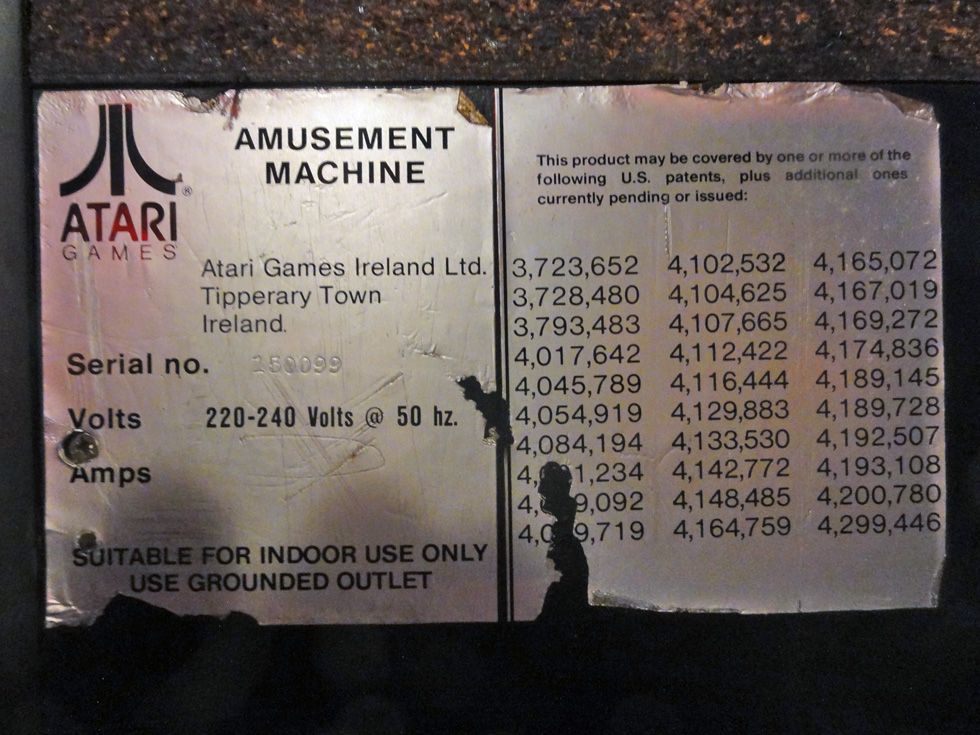 AMUSEMENT
MACHINE
®
ATARI
GAMES
Atari Games Ireland Ltd.
Tipperary Town
Ireland.
Serial no. 150099
Volts 220-240 Volts @ 50 hz.
Amps
SUITABLE FOR INDOOR USE ONLY
USE GROUNDED OUTLET
This product may be covered by one or more of the
following U.S. patents, plus additional ones
currently pending or issued:
3,723,652 4,102,532 4,165,072
3,728,480 4,104,625 4,167,019
3,793,483 4,107,665 4,169,272
4,017,642 4,112,422 4,174,836
4,045,789 4,116,444 4,189,145
4,054,919 4,129,883 4,189,728
4,084,194 4,133,530 4,192,507
4,142,772 4,193,108
4,148,485 4,200,780
4,164,759 4,299,446